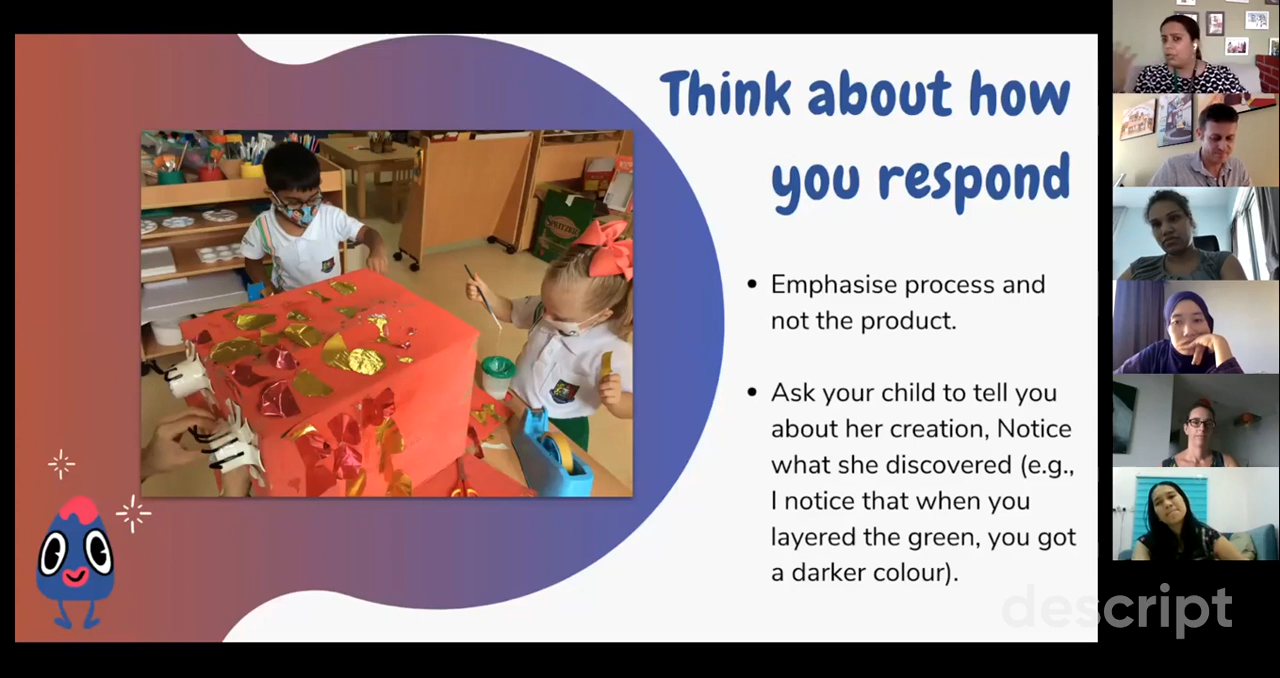 Think about how
you respond
• Emphasise process and
not the product.
• Ask your child to tell you
about her creation, Notice
what she discovered (e.g.,
I notice that when you
layered the green, you got
a darker colour).
SPRITZER
descript